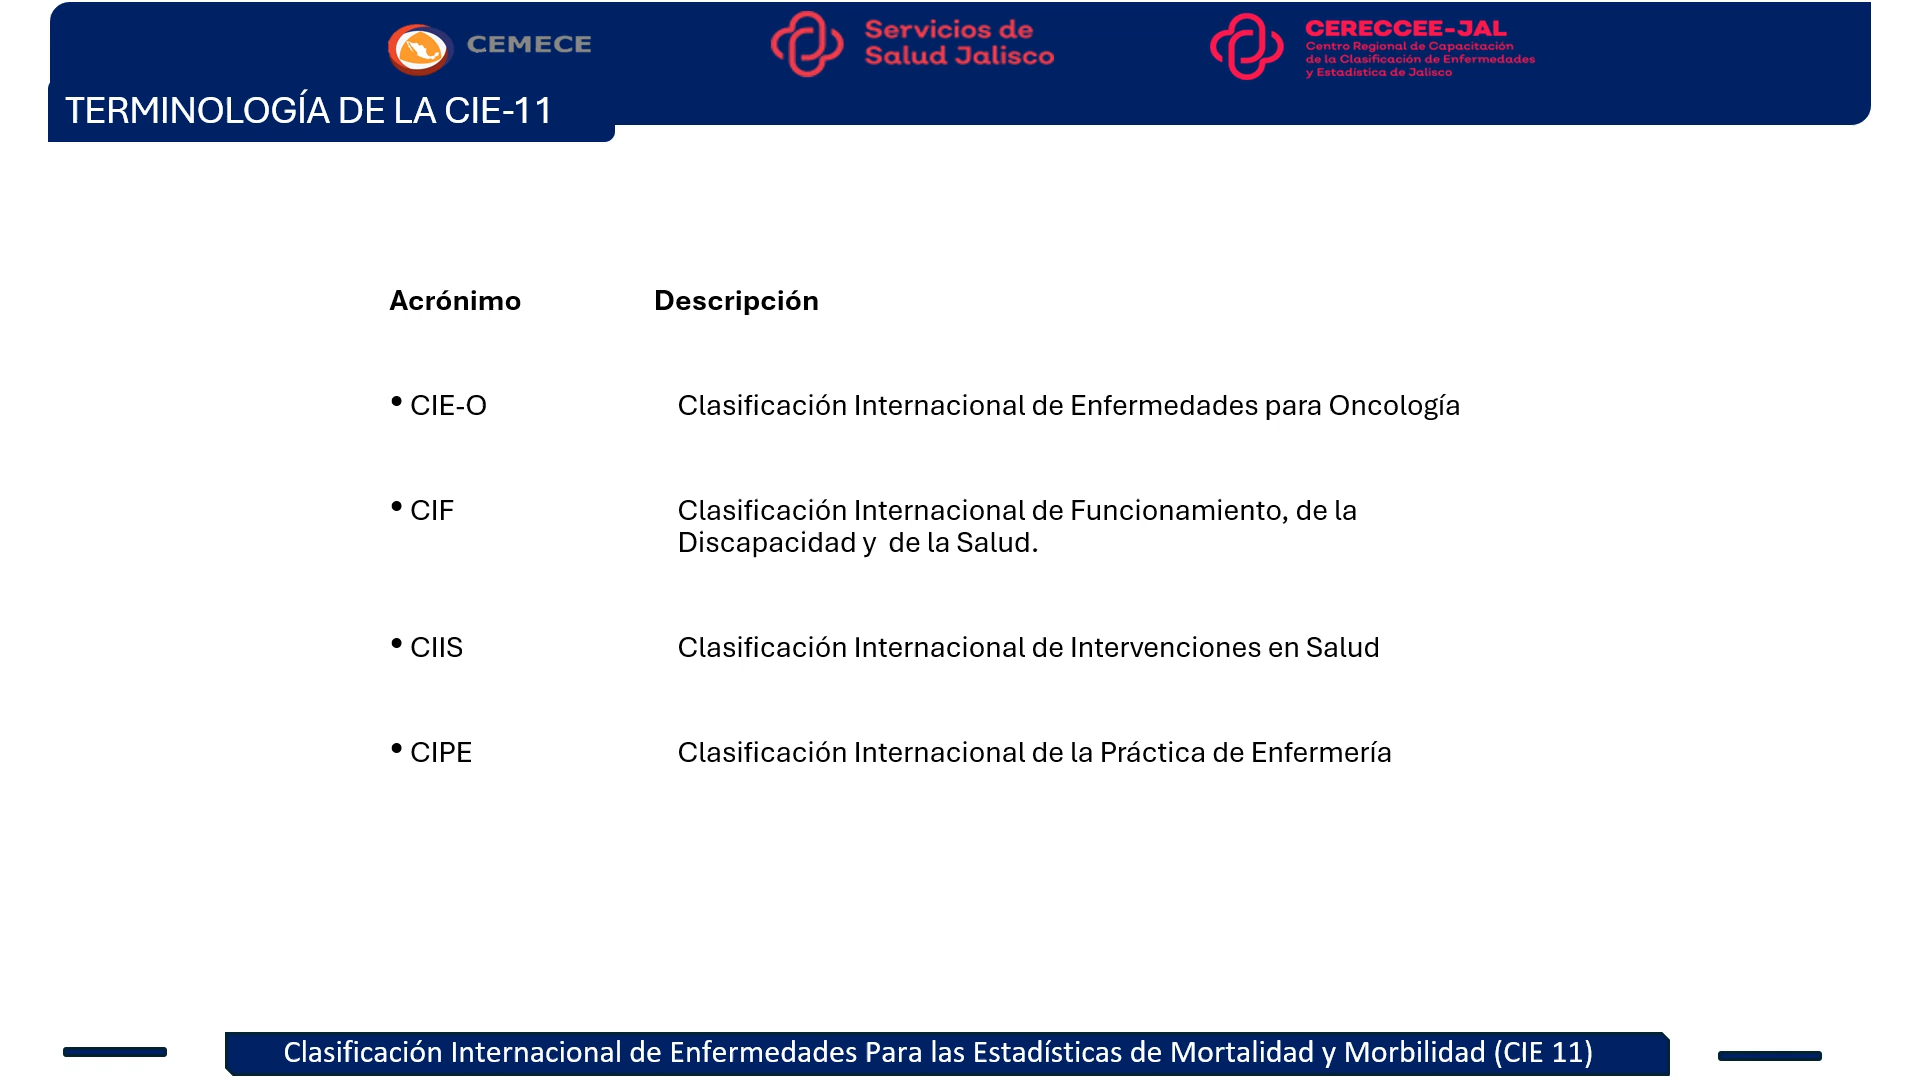 CEMECE
Servicios de
Salud Jalisco
CERECCEE-JAL
Centro Regional de Capacitación
de la Clasificación de Enfermedades
y Estadística de Jalisco
TERMINOLOGÍA DE LA CIE-11
Acrónimo Descripción
• CIE-O Clasificación Internacional de Enfermedades para Oncología
• CIF Clasificación Internacional de Funcionamiento, de la
Discapacidad y  de la Salud.
• CIIS Clasificación Internacional de Intervenciones en Salud
• CIPE Clasificación Internacional de la Práctica de Enfermería
Clasificación Internacional de Enfermedades Para las Estadísticas de Mortalidad y Morbilidad (CIE 11)